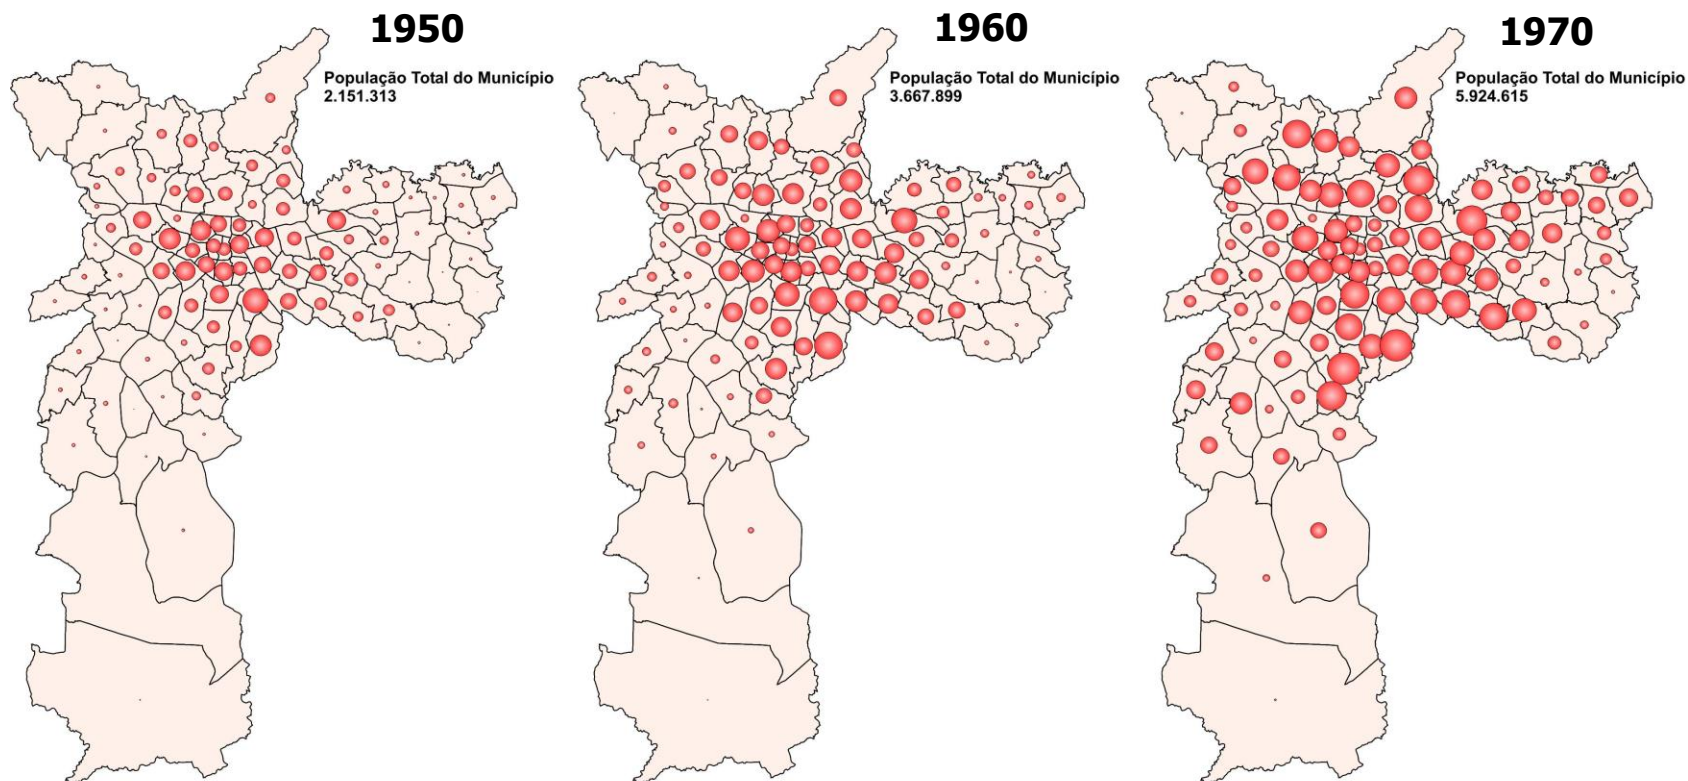 1950
População Total do Município
2.151.313
1960
População Total do Município
3.667.899
1970
População Total do Município
5.924.615